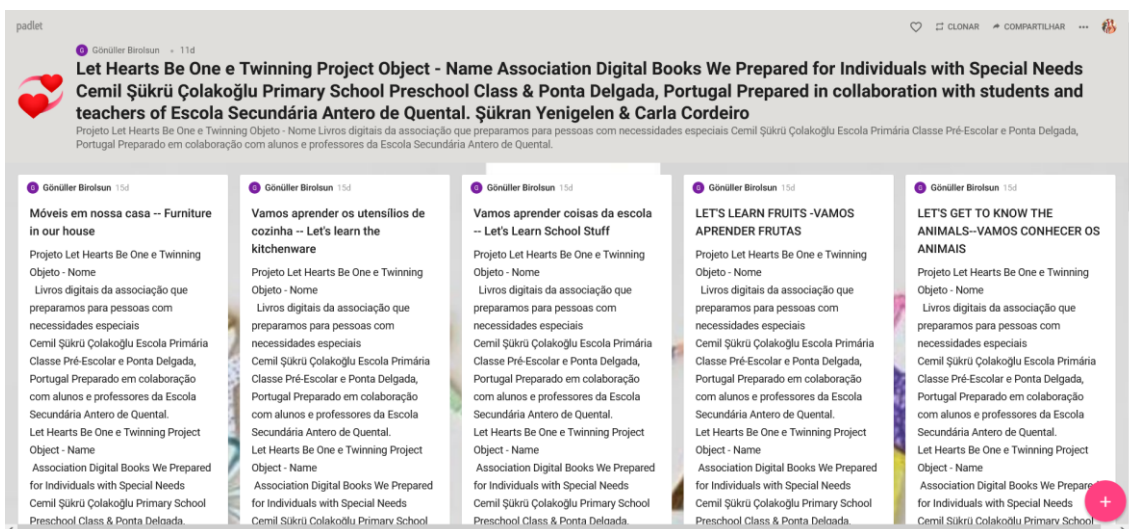 padlet
CLONAR
COMPARTILHAR
G Gönüller Birolsun • 11d
Let Hearts Be One e Twinning Project Object - Name Association Digital Books We Prepared for Individuals with Special Needs
Cemil Şükrü Çolakoğlu Primary School Preschool Class & Ponta Delgada, Portugal Prepared in collaboration with students and
teachers of Escola Secundária Antero de Quental. Şükran Yenigelen & Carla Cordeiro
Projeto Let Hearts Be One e Twinning Objeto - Nome Livros digitais da associação que preparamos para pessoas com necessidades especiais Cemil Şükrü Çolakoğlu Escola Primária Classe Pré-Escolar e Ponta Delgada,
Portugal Preparado em colaboração com alunos e professores da Escola Secundária Antero de Quental.
G Gönüller Birolsun 15d
Móveis em nossa casa -- Furniture
in our house
Projeto Let Hearts Be One e Twinning
Objeto - Nome
Livros digitais da associação que
preparamos para pessoas com
necessidades especiais
Cemil Şükrü Çolakoğlu Escola Primária
Classe Pré-Escolar e Ponta Delgada,
Portugal Preparado em colaboração
com alunos e professores da Escola
Secundária Antero de Quental.
Let Hearts Be One e Twinning Project
Object - Name
Association Digital Books We Prepared
for Individuals with Special Needs
Cemil Şükrü Çolakoğlu Primary School
Preschool Class & Ponta Delgada,
G Gönüller Birolsun 15d
Vamos aprender os utensílios de
cozinha -- Let's learn the
kitchenware
Projeto Let Hearts Be One e Twinning
Objeto - Nome
Livros digitais da associação que
preparamos para pessoas com
necessidades especiais
Cemil Şükrü Çolakoğlu Escola Primária
Classe Pré-Escolar e Ponta Delgada,
Portugal Preparado em colaboração
com alunos e professores da Escola
Secundária Antero de Quental.
Let Hearts Be One e Twinning Project
Object - Name
Association Digital Books We Prepared
for Individuals with Special Needs
Cemil Şükrü Çolakoğlu Primary School
G Gönüller Birolsun 15d
Vamos aprender coisas da escola
-- Let's Learn School Stuff
Projeto Let Hearts Be One e Twinning
Objeto - Nome
Livros digitais da associação que
preparamos para pessoas com
necessidades especiais
Cemil Şükrü Çolakoğlu Escola Primária
Classe Pré-Escolar e Ponta Delgada,
Portugal Preparado em colaboração
com alunos e professores da Escola
Secundária Antero de Quental.
Let Hearts Be One e Twinning Project
Object - Name
Association Digital Books We Prepared
for Individuals with Special Needs
Cemil Şükrü Çolakoğlu Primary School
Preschool Class & Ponta Delgada,
G Gönüller Birolsun 15d
LET'S LEARN FRUITS -VAMOS
APRENDER FRUTAS
Projeto Let Hearts Be One e Twinning
Objeto - Nome
Livros digitais da associação que
preparamos para pessoas com
necessidades especiais
Cemil Şükrü Çolakoğlu Escola Primária
Classe Pré-Escolar e Ponta Delgada,
Portugal Preparado em colaboração
com alunos e professores da Escola
Secundária Antero de Quental.
Let Hearts Be One e Twinning Project
Object - Name
Association Digital Books We Prepared
for Individuals with Special Needs
Cemil Şükrü Çolakoğlu Primary School
Preschool Class & Ponta Delgada,
G Gönüller Birolsun 15d
LET'S GET TO KNOW THE
ANIMALS--VAMOS CONHECER OS
ANIMAIS
Projeto Let Hearts Be One e Twinning
Objeto - Nome
Livros digitais da associação que
preparamos para pessoas com
necessidades especiais
Cemil Şükrü Çolakoğlu Escola Primária
Classe Pré-Escolar e Ponta Delgada,
Portugal Preparado em colaboração
com alunos e professores da Escola
Secundária Antero de Quental.
Let Hearts Be One e Twinning Project
Object - Name
Association Digital Books We Prepare
for Individuals with Special Needs
Cemil Şükrü Çolakoğlu Primary School